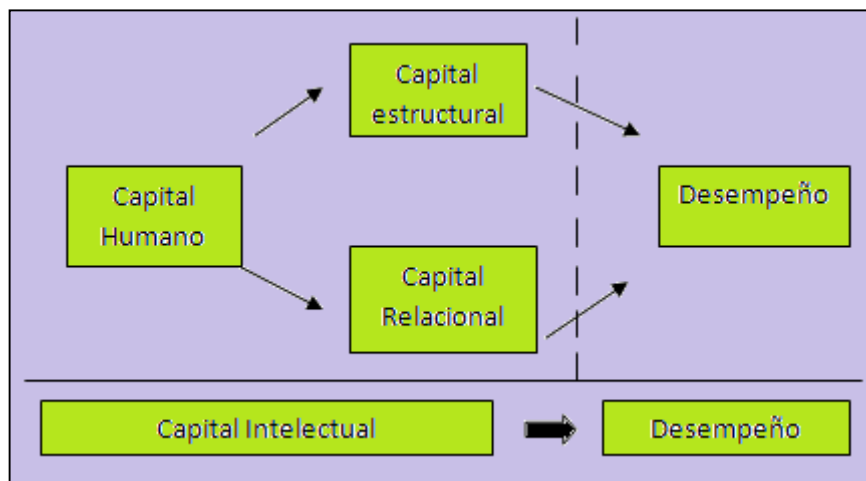 Capital
estructural
Capital
Humano
Desempeño
Capital
Relacional
Capital Intelectual
Desempeño